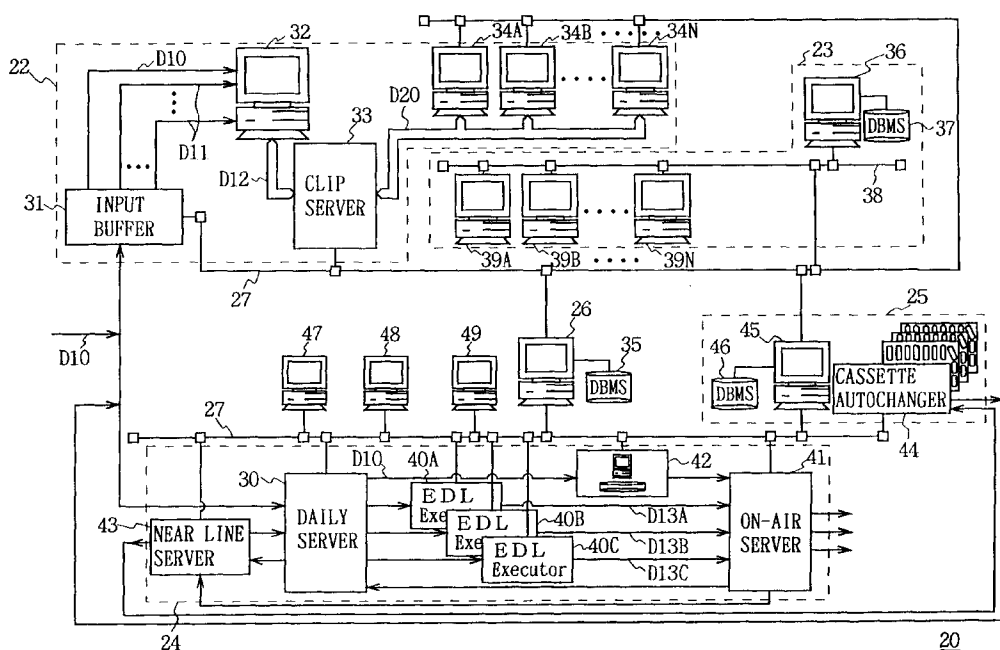 32
34A 34B 34N
22
D10
23
36
33
D20
DBMS
37
D11
31
INPUT
BUFFER
D12
CLIP
SERVER
38
39A 39B 39N
27
26
25
D10
47
48
49
35
DBMS
45
46
DBMS
CASSETTE
AUTOCHANGER
27
44
30
D10
40A
42
41
43
NEAR LINE
SERVER
DAILY
SERVER
EDL
Exe
EDL
Exe
EDL
Executor
40B
40C
D13A
D13B
D13C
ON-AIR
SERVER
24
20